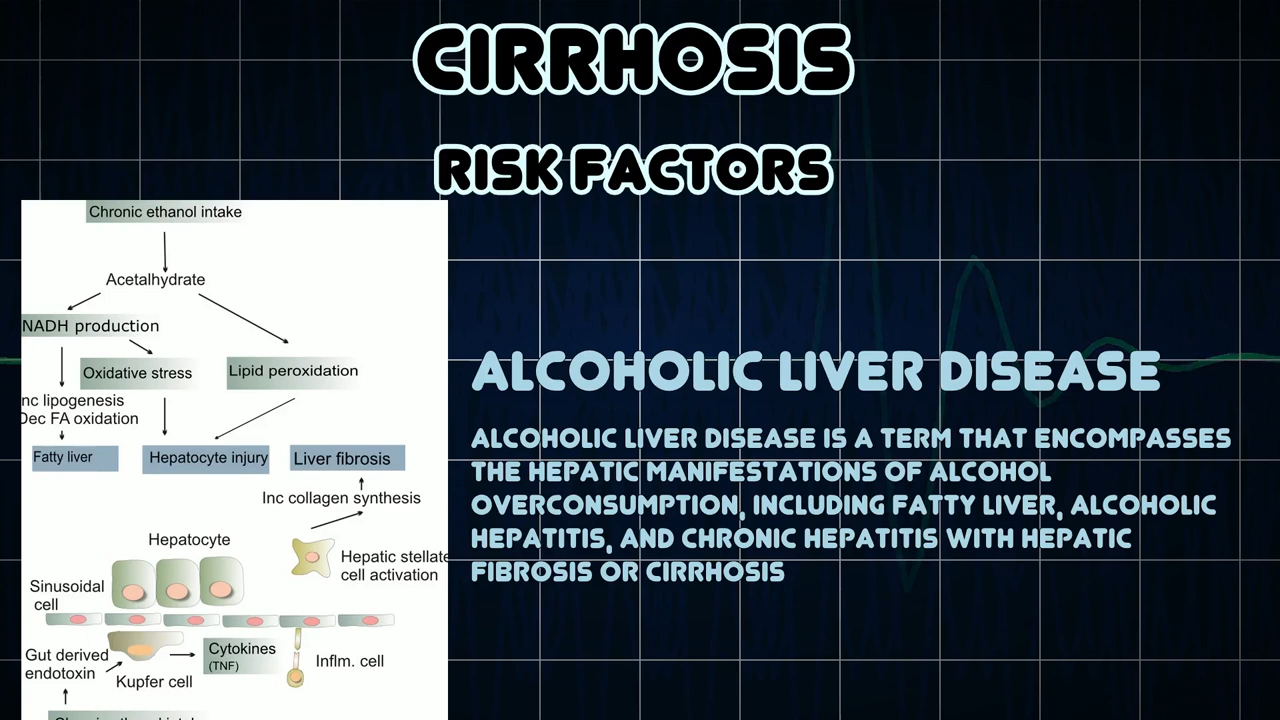 CIRRHOSIS
RISK FACTORS
Chronic ethanol intake
Acetalhydrate
NADH production
Oxidative stress
Lipid peroxidation
nc lipogenesis
Dec FA oxidation
Fatty liver
Hepatocyte injury
Liver fibrosis
Inc collagen synthesis
Hepatocyte
Hepatic stellate
cell activation
Sinusoidal
cell
Gut derived
endotoxin
Kupfer cell
Cytokines
(TNF)
Inflm. cell
ALCOHOLIC LIVER DISEASE
ALCOHOLIC LIVER DISEASE IS A TERM THAT ENCOMPASSES
THE HEPATIC MANIFESTATIONS OF ALCOHOL
OVERCONSUMPTION, INCLUDING FATTY LIVER, ALCOHOLIC
HEPATITIS, AND CHRONIC HEPATITIS WITH HEPATIC
FIBROSIS OR CIRRHOSIS